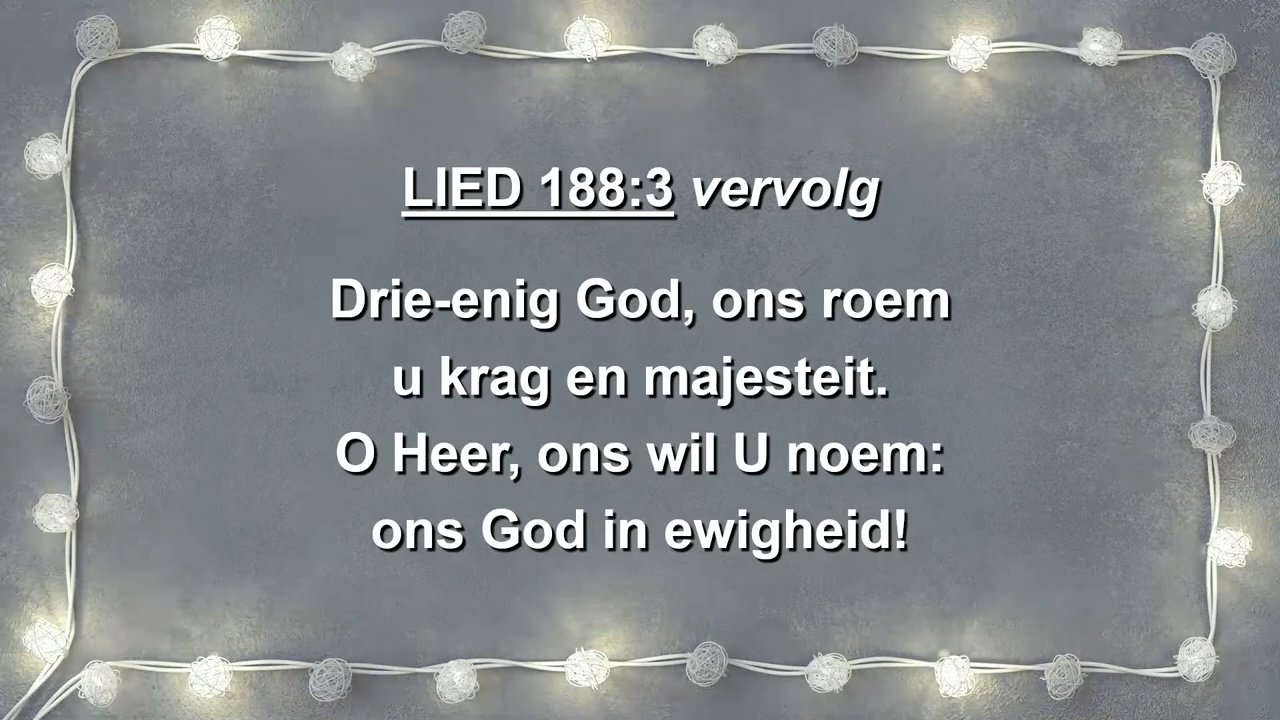 LIED 188:3 vervolg
Drie-enig God, ons roem
u krag en majesteit.
O Heer, ons wil U noem:
ons God in ewigheid!